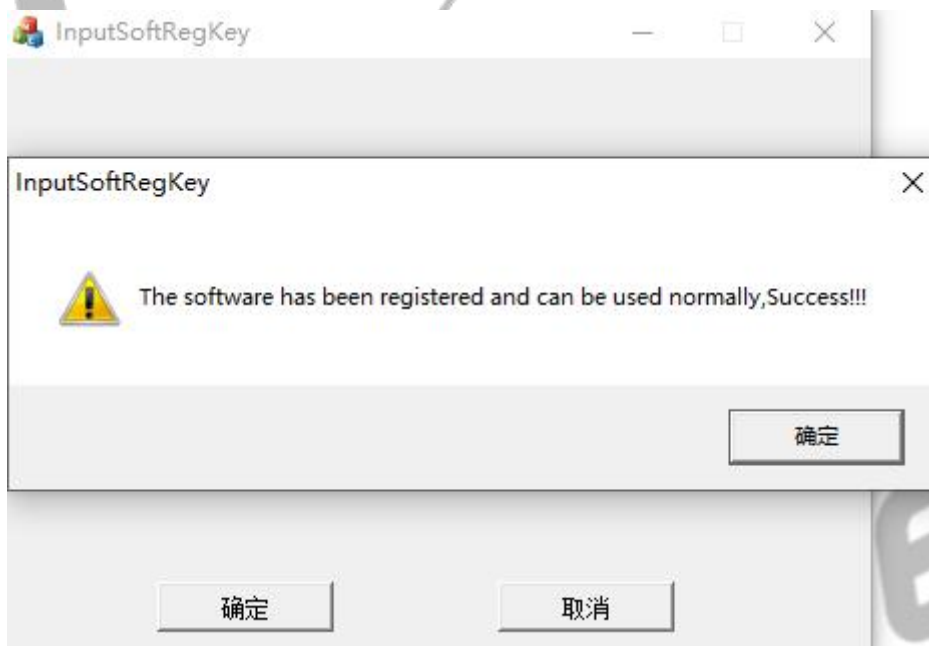 InputSoftRegKey
InputSoftRegKey
The software has been registered and can be used normally,Success!!!
确定
确定
取消